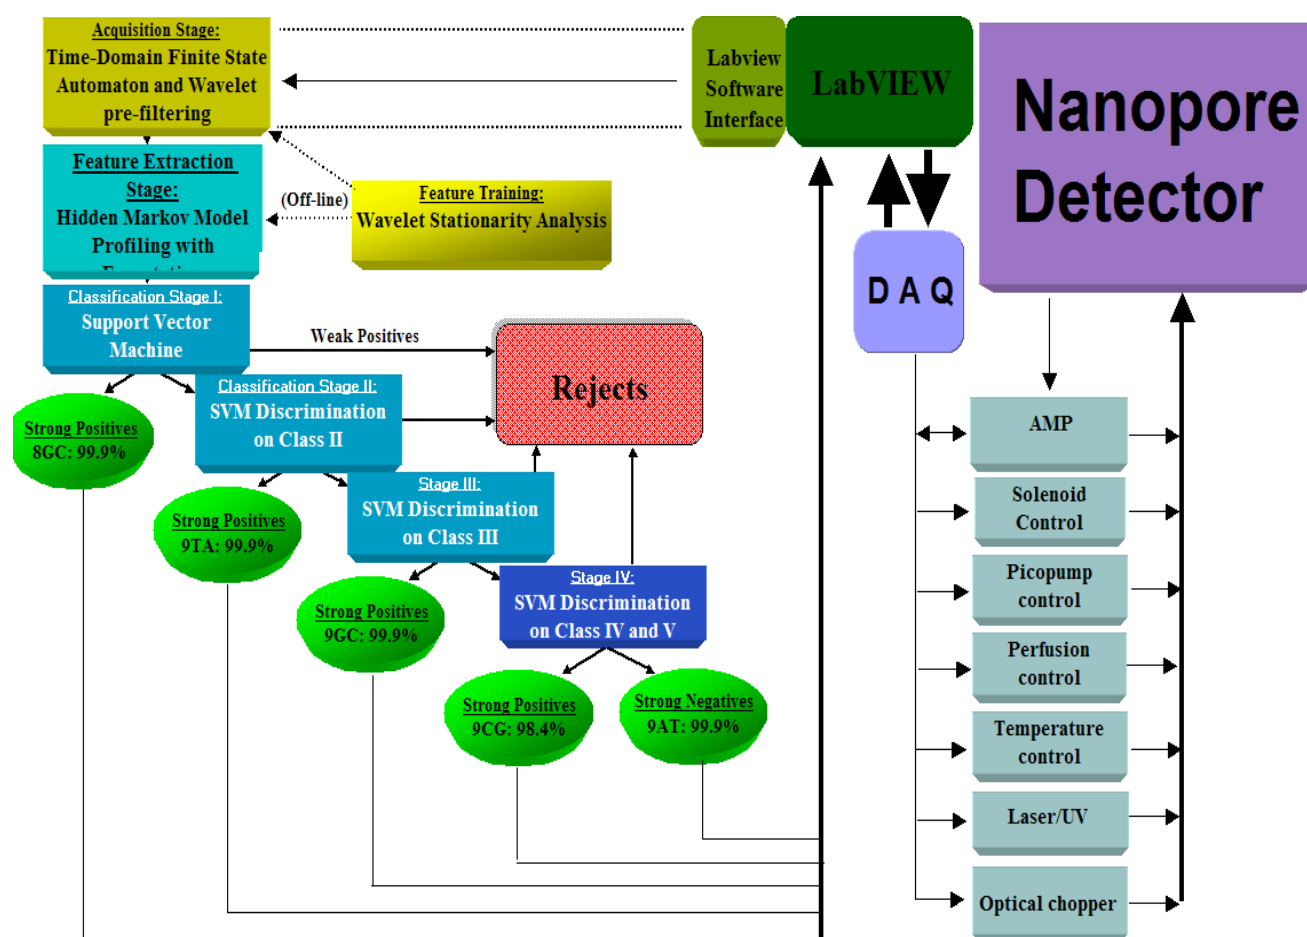 Acquisition Stage:
Time-Domain Finite State
Automaton and Wavelet
pre-filtering
Feature Extraction
Stage:
Hidden Markov Model
Profiling with
(Off-line)
Feature Training:
Wavelet Stationarity Analysis
Labview
Software
Interface
LabVIEW
Nanopore
Detector
D A Q
Classification Stage I:
Support Vector
Machine
Weak Positives
Rejects
Classification Stage II:
SVM Discrimination
on Class II
Strong Positives
8GC: 99.9%
Stage III:
SVM Discrimination
on Class III
Strong Positives
9TA: 99.9%
Stage IV:
SVM Discrimination
on Class IV and V
Strong Positives
9GC: 99.9%
Strong Positives
9CG: 98.4%
Strong Negatives
9AT: 99.9%
AMP
Solenoid
Control
Picopump
control
Perfusion
control
Temperature
control
Laser/UV
Optical chopper